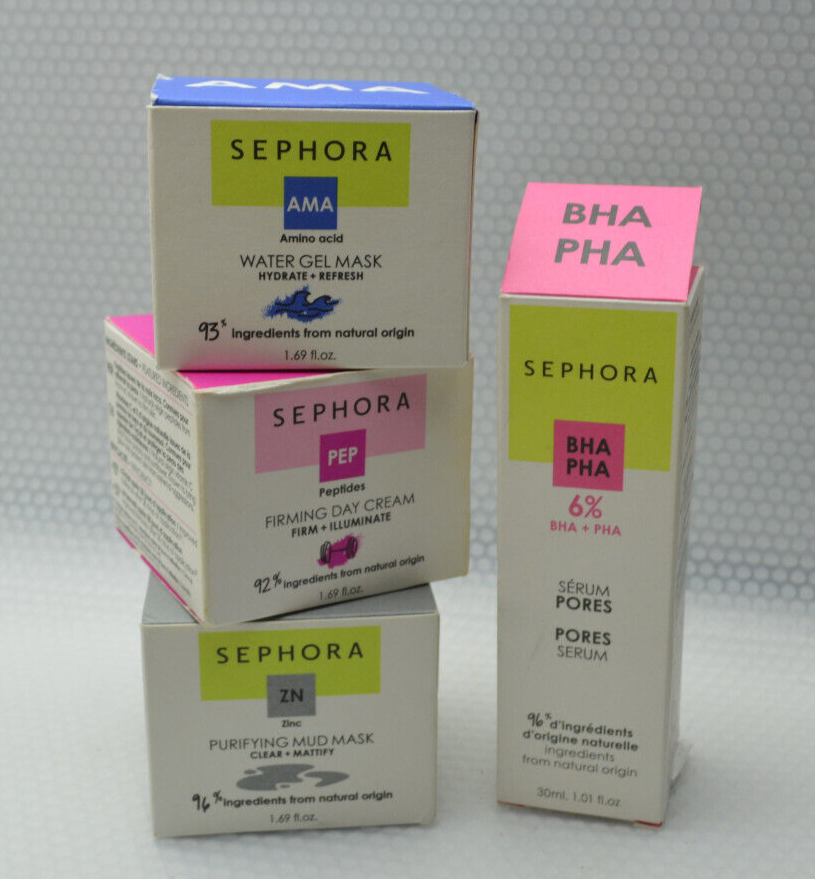 AMA
SEPHORA
AMA
Amino acid
WATER GEL MASK
HYDRATE + REFRESH
93% ingredients from natural origin
1.69 fl.oz.
SEPHORA
PEP
Peptides
FIRMING DAY CREAM
FIRM + ILLUMINATE
92% ingredients from natural origin
1.69 fl.oz.
SEPHORA
ZN
Zinc
PURIFYING MUD MASK
CLEAR + MATTIFY
96% ingredients from natural origin
1.69 fl.oz.
BHA
PHA
SEPHORA
BHA
PHA
6%
BHA + PHA
SÉRUM
PORES
PORES
SERUM
96% d'ingrédients
d'origine naturelle
ingredients
from natural origin
30ml. 1.01 fl.oz